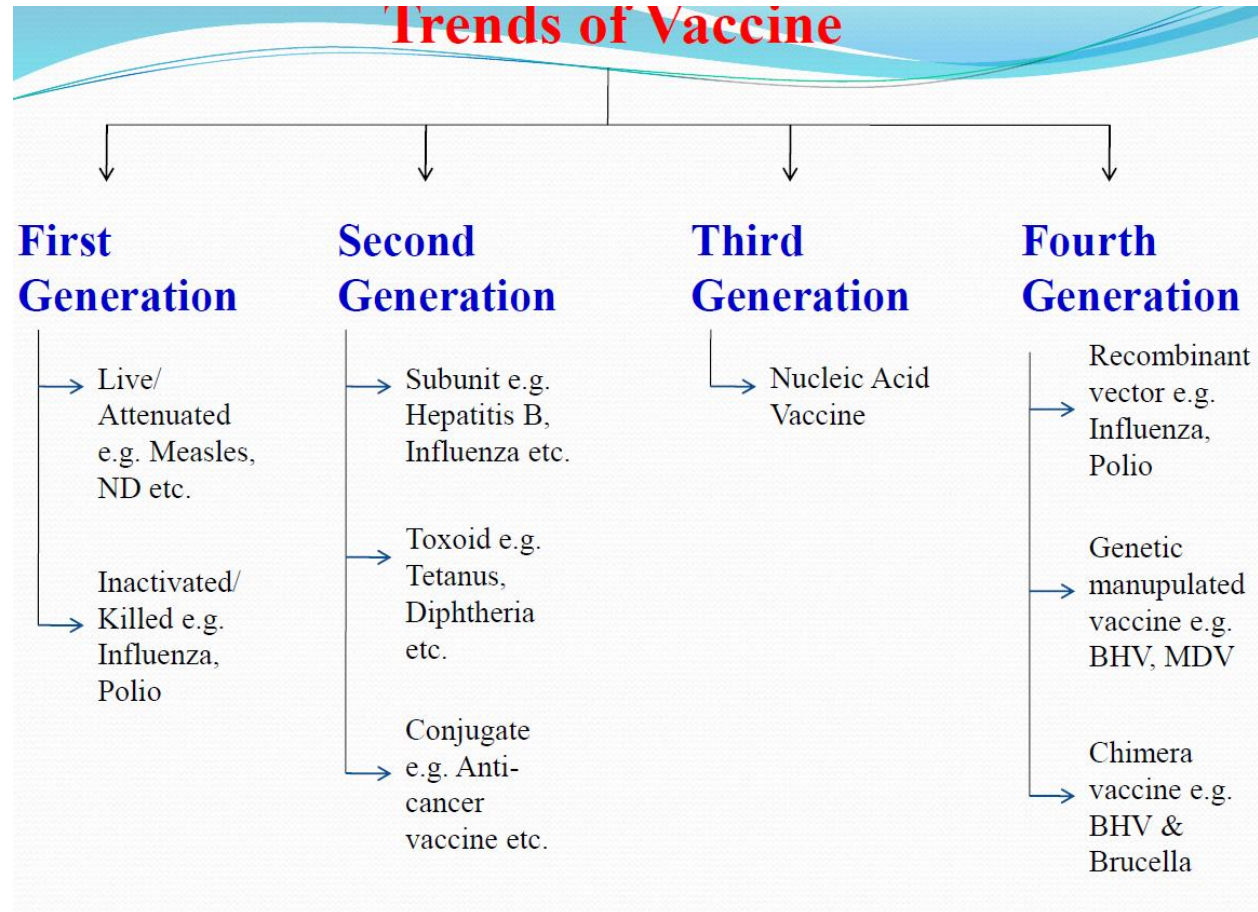 Trends of Vaccine
First
Generation
Live/
Attenuated
e.g. Measles,
ND etc.
Inactivated/
Killed e.g.
Influenza,
Polio
Second
Generation
Subunit e.g.
Hepatitis B,
Influenza etc.
Toxoid e.g.
Tetanus,
Diphtheria
etc.
Conjugate
e.g. Anti-
cancer
vaccine etc.
Third
Generation
Nucleic Acid
Vaccine
Fourth
Generation
Recombinant
vector e.g.
Influenza,
Polio
Genetic
manupulated
vaccine e.g.
BHV, MDV
Chimera
vaccine e.g.
BHV &
Brucella